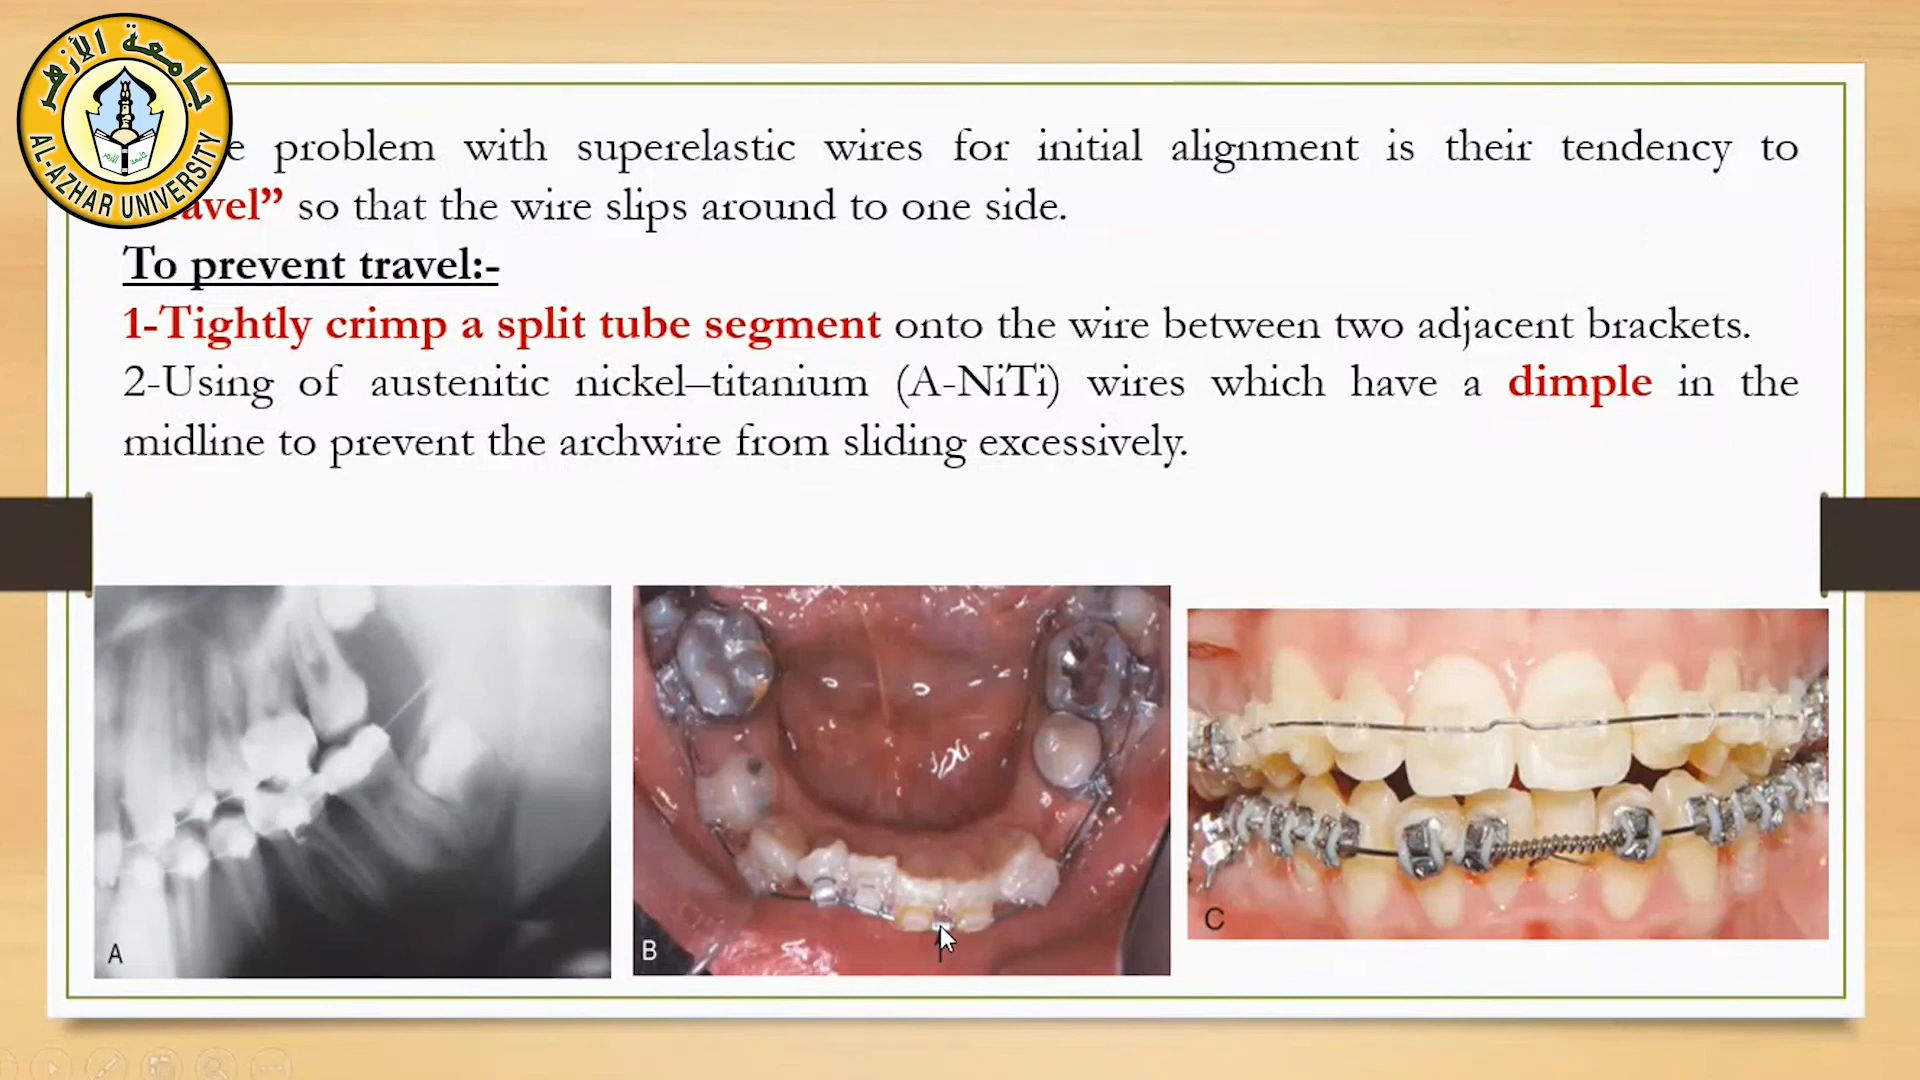 جامعة الأزهر
AL-AZHAR UNIVERSITY
problem with superelastic wires for initial alignment is their tendency to
so that the wire slips around to one side.
To prevent travel:-
1-Tightly crimp a split tube segment onto the wire between two adjacent brackets.
2-Using of austenitic nickel–titanium (A-NiTi) wires which have a dimple in the
midline to prevent the archwire from sliding excessively.
A
B
C